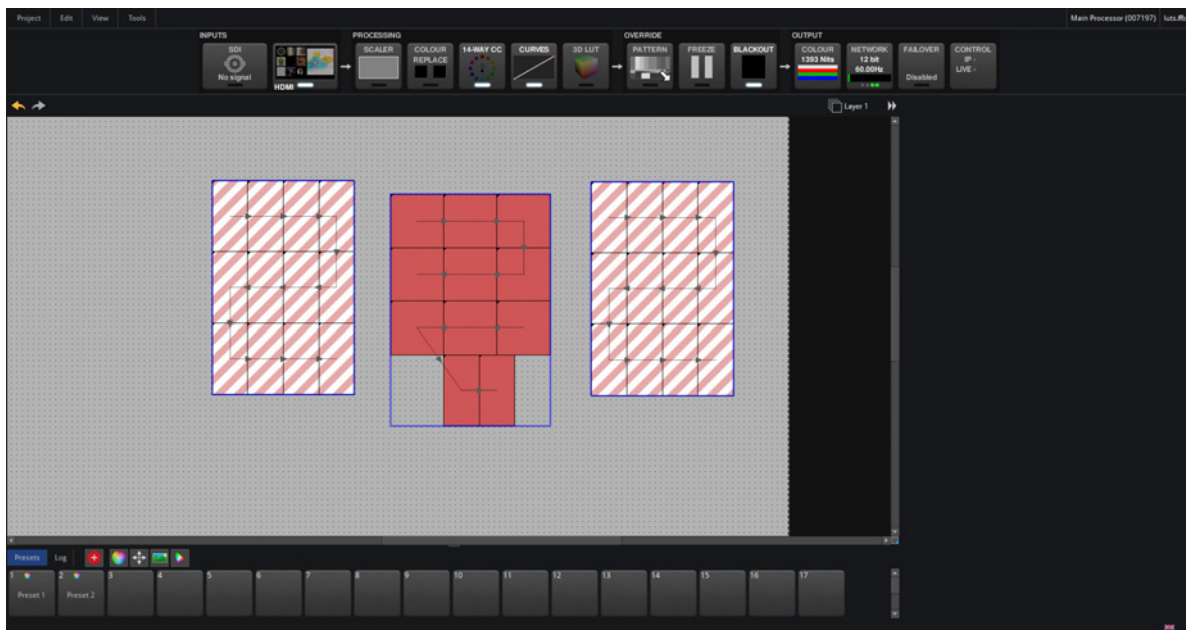 Project Edit View Tools Main Processor (007197) luts.ffb
INPUTS PROCESSING OVERRIDE OUTPUT
SDI
No signal
HDMI
SCALER
COLOUR
REPLACE
14-WAY CC
CURVES
3D LUT
PATTERN
FREEZE
BLACKOUT
COLOUR
1393 Nits
NETWORK
12 bit
60.00Hz
FAILOVER
Disabled
CONTROL
IP -
LIVE -
Layer 1
Presets Log
1 2 3 4 5 6 7 8 9 10 11 12 13 14 15 16 17
Preset 1 Preset 2